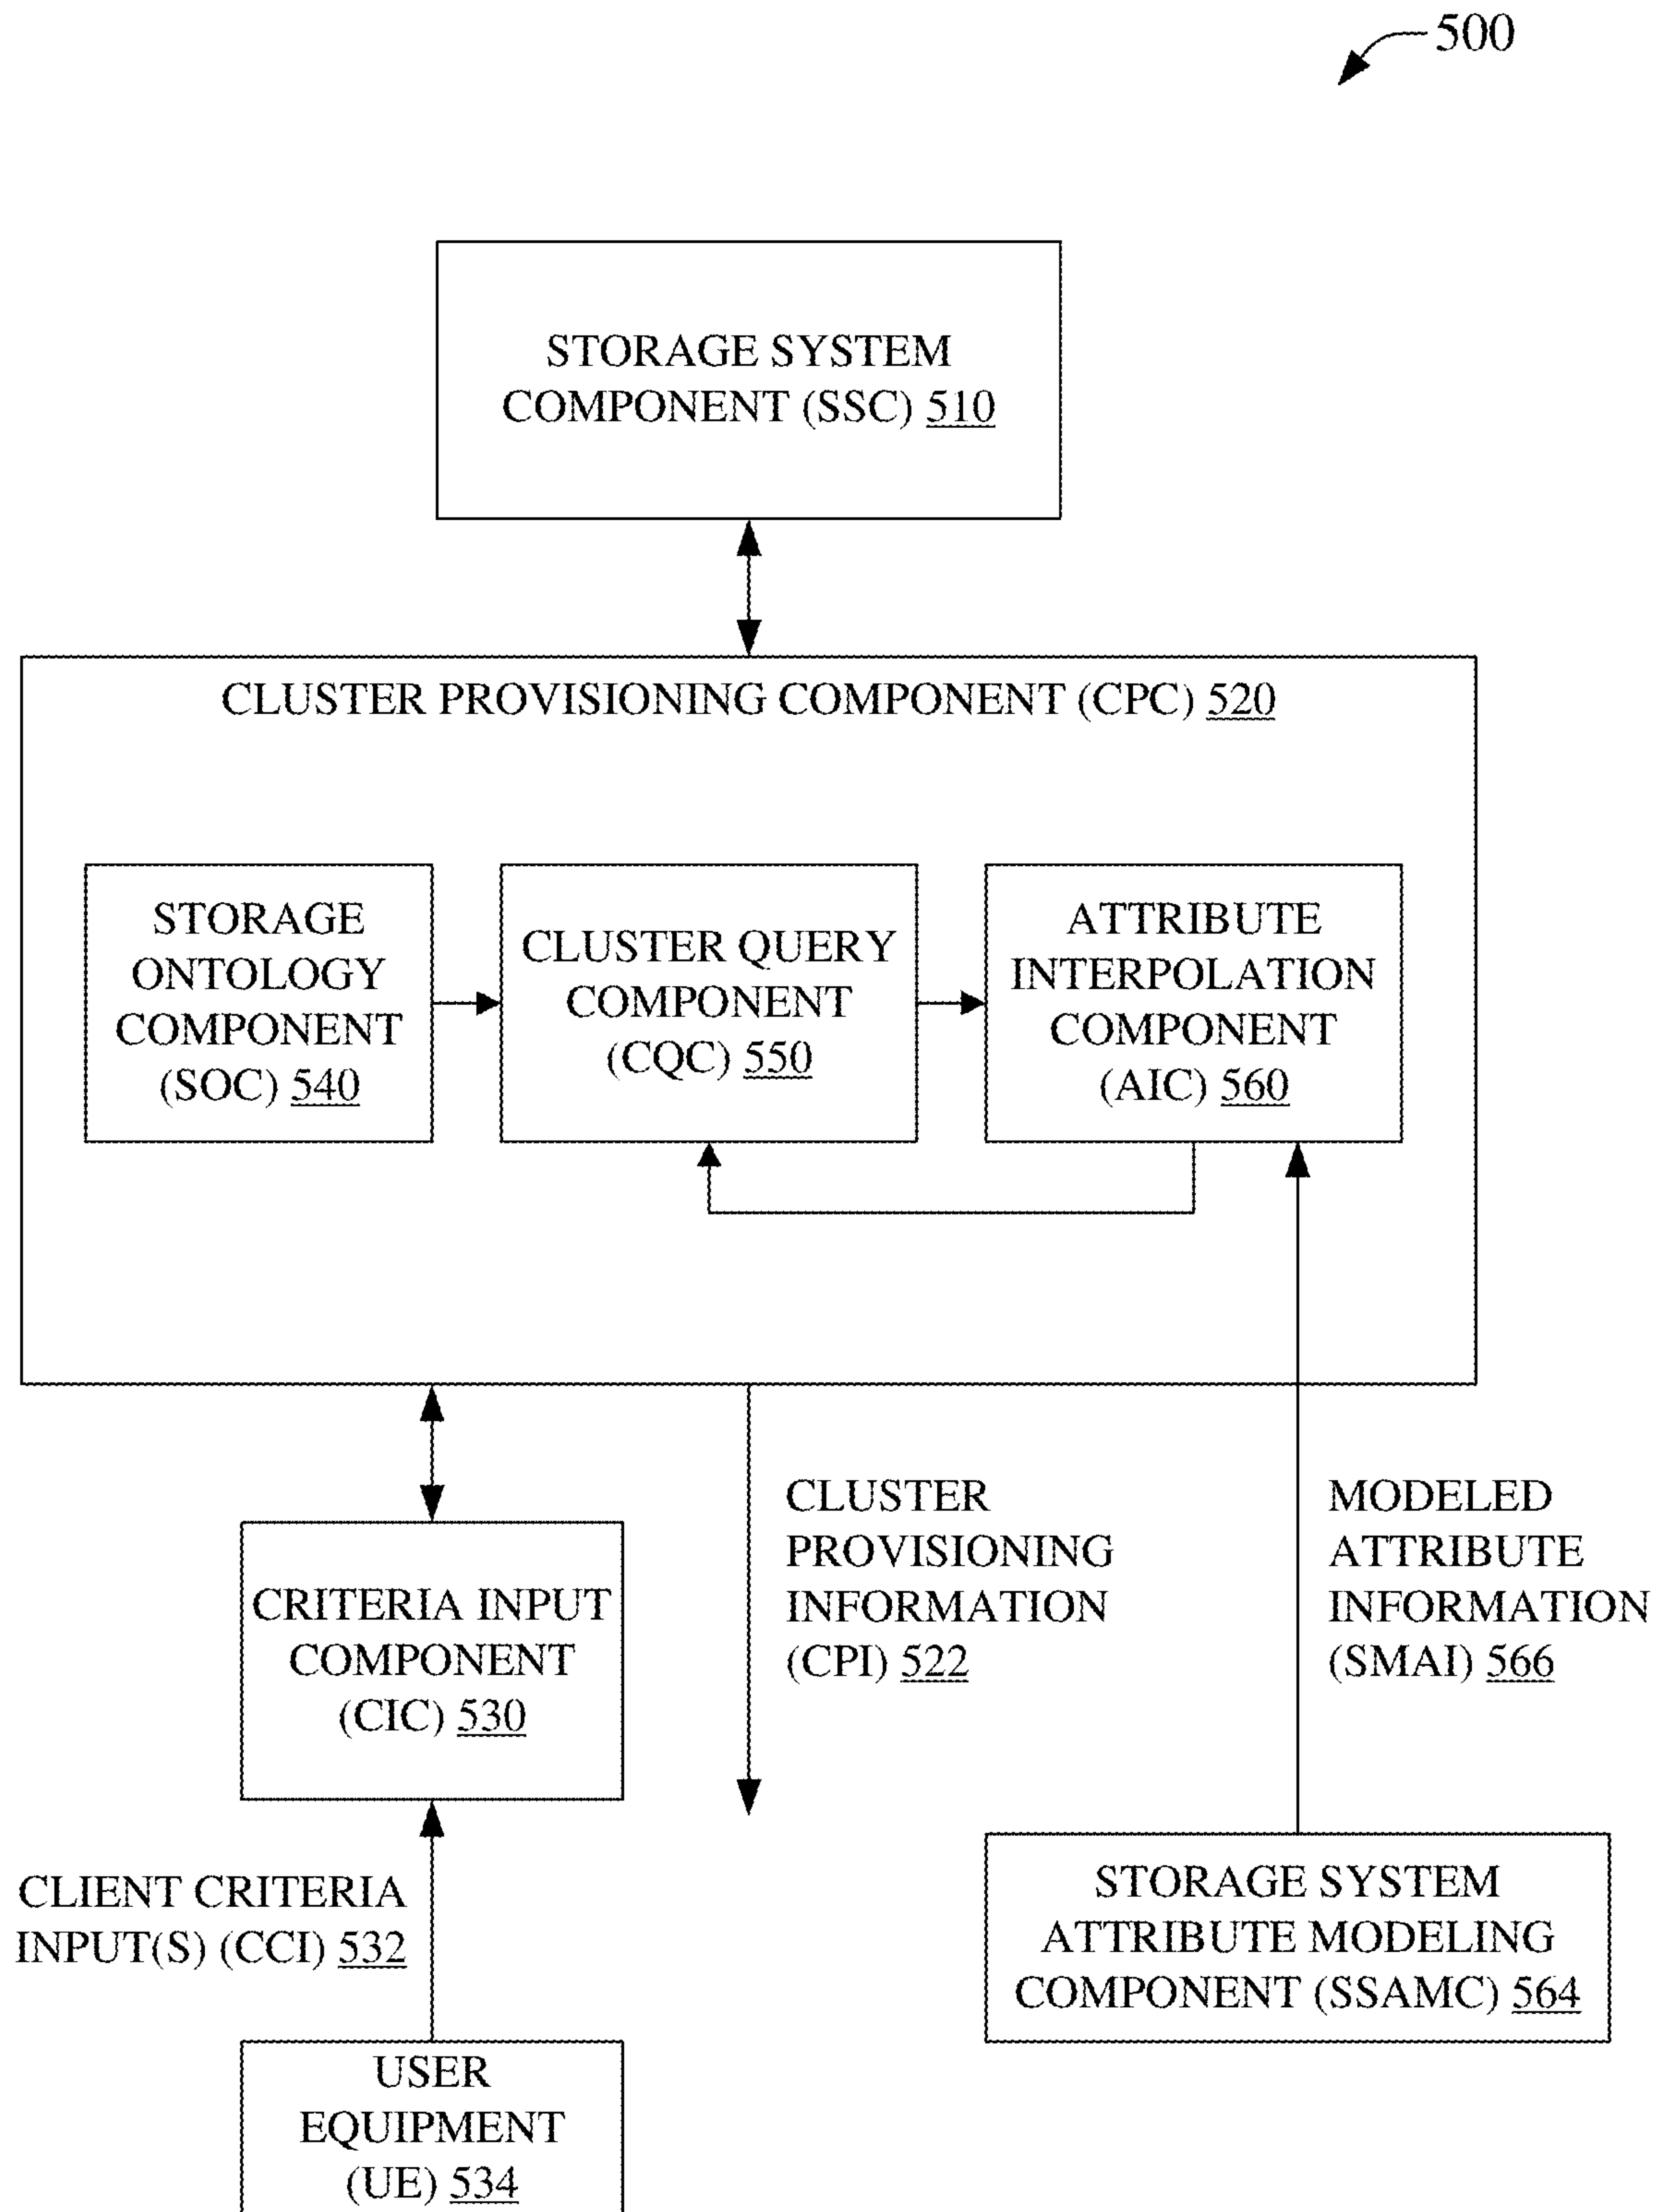 500
STORAGE SYSTEM
COMPONENT (SSC) 510
CLUSTER PROVISIONING COMPONENT (CPC) 520
STORAGE
ONTOLOGY
COMPONENT
(SOC) 540
CLUSTER QUERY
COMPONENT
(CQC) 550
ATTRIBUTE
INTERPOLATION
COMPONENT
(AIC) 560
CRITERIA INPUT
COMPONENT
(CIC) 530
CLUSTER
PROVISIONING
INFORMATION
(CPI) 522
MODELED
ATTRIBUTE
INFORMATION
(SMAI) 566
CLIENT CRITERIA
INPUT(S) (CCI) 532
STORAGE SYSTEM
ATTRIBUTE MODELING
COMPONENT (SSAMC) 564
USER
EQUIPMENT
(UE) 534